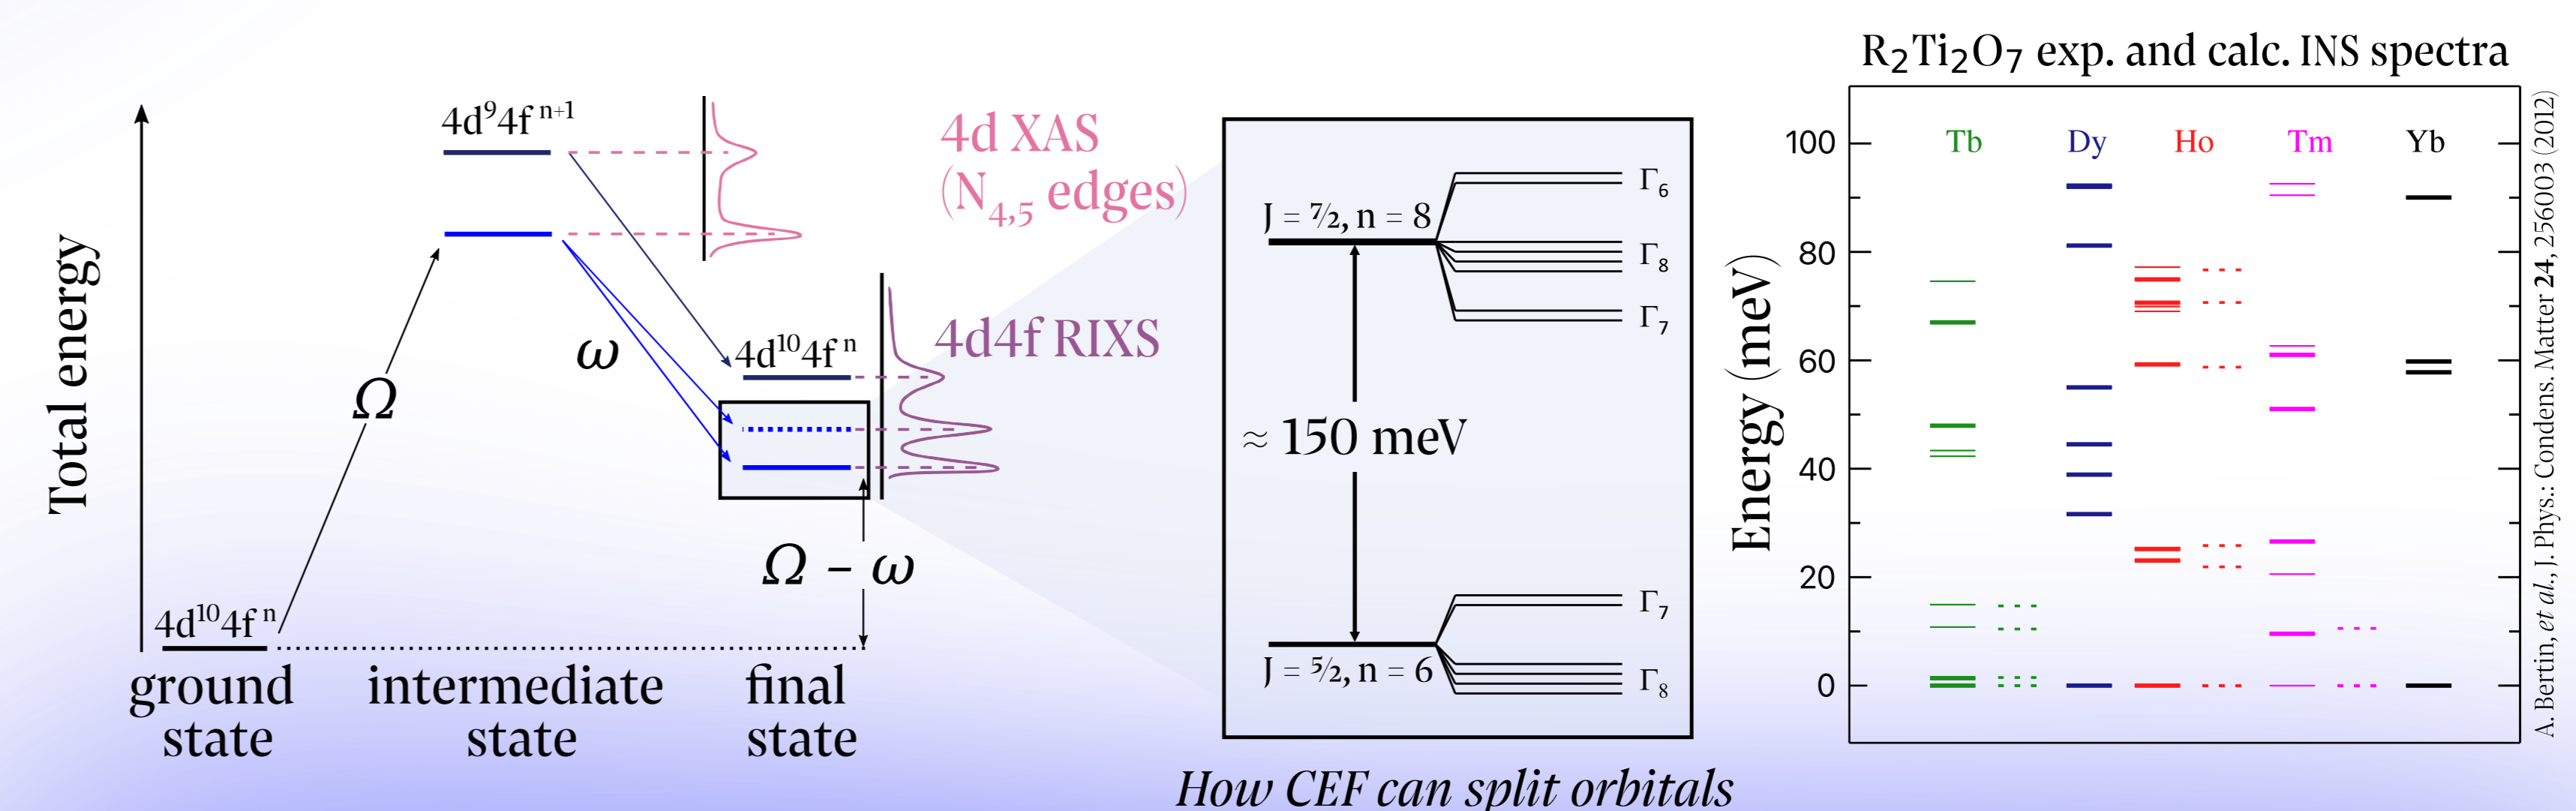 Total energy
4d⁹4fⁿ⁺¹
4d XAS
(N₄,₅ edges)
Ω
ω
4d¹⁰4fⁿ
4d4f RIXS
Ω – ω
4d¹⁰4fⁿ
ground
state
intermediate
state
final
state
J = ⁷⁄₂, n = 8
Γ₆
Γ₈
Γ₇
≈ 150 meV
Γ₇
J = ⁵⁄₂, n = 6
Γ₈
How CEF can split orbitals
R₂Ti₂O₇ exp. and calc. INS spectra
Energy (meV)
100
80
60
40
20
0
Tb Dy Ho Tm Yb
A. Bertin, et al., J. Phys.: Condens. Matter 24, 256003 (2012)